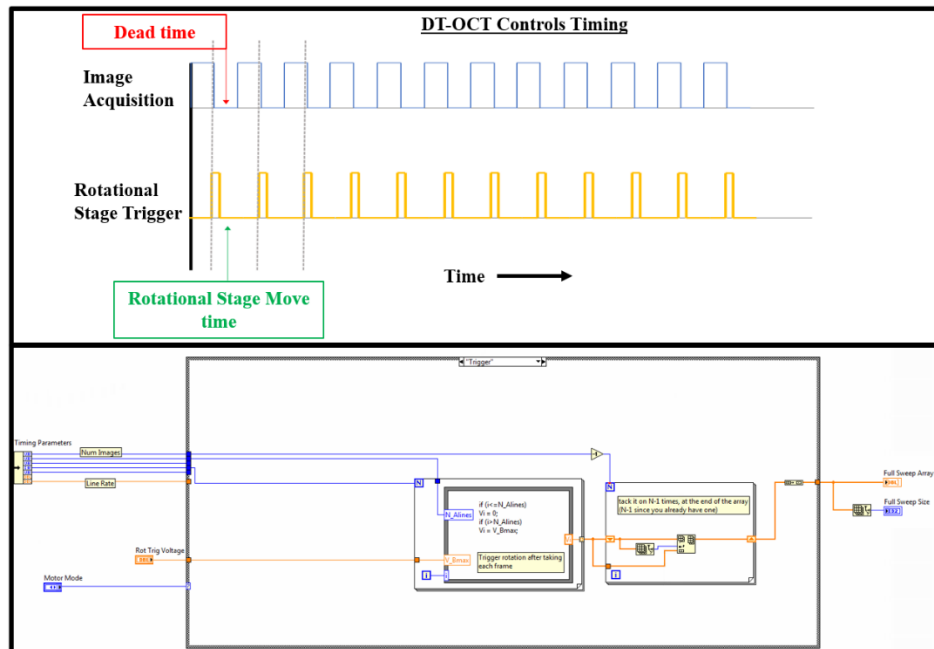 DT-OCT Controls Timing
Dead time
Image
Acquisition
Rotational
Stage Trigger
Time
Rotational Stage Move
time
"Trigger"
Timing Parameters
Num Images
Line Rate
Rot Trig Voltage
Motor Mode
N
N_Alines
V_Bmax
i
if (i<=N_Alines)
Vi = 0;
if (i>N_Alines)
Vi = V_Bmax;
Trigger rotation after taking
each frame
Vi
-1
N
tack it on N-1 times, at the end of the array
(N-1 since you already have one)
i
Full Sweep Array
Full Sweep Size